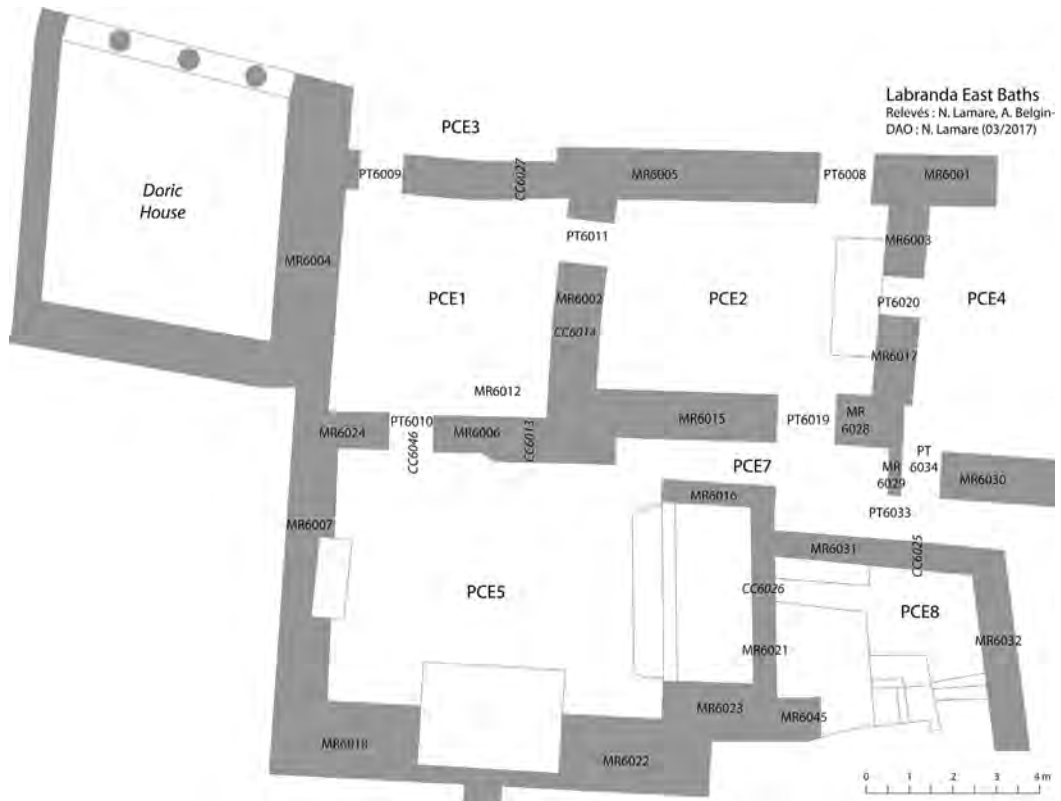 Labranda East Baths
Relevés : N. Lamare, A. Belgin-
DAO : N. Lamare (03/2017)
PCE3
PT6009
CC6027
MR6005
PT6008
MR6001
Doric
House
PT6011
MR6003
MR6004
PCE1
MR6002
PCE2
PT6020
PCE4
CC6014
MR6017
MR6012
MR6024
PT6010
CC6046
MR6006
CC6013
MR6015
PT6019
MR
6028
PCE7
MR
6029
PT
6034
MR6030
MR6016
PT6033
MR6007
MR6031
CC6025
PCE5
CC6026
PCE8
MR6021
MR6032
MR6023
MR6045
MR6018
MR6022
0 1 2 3 4 m